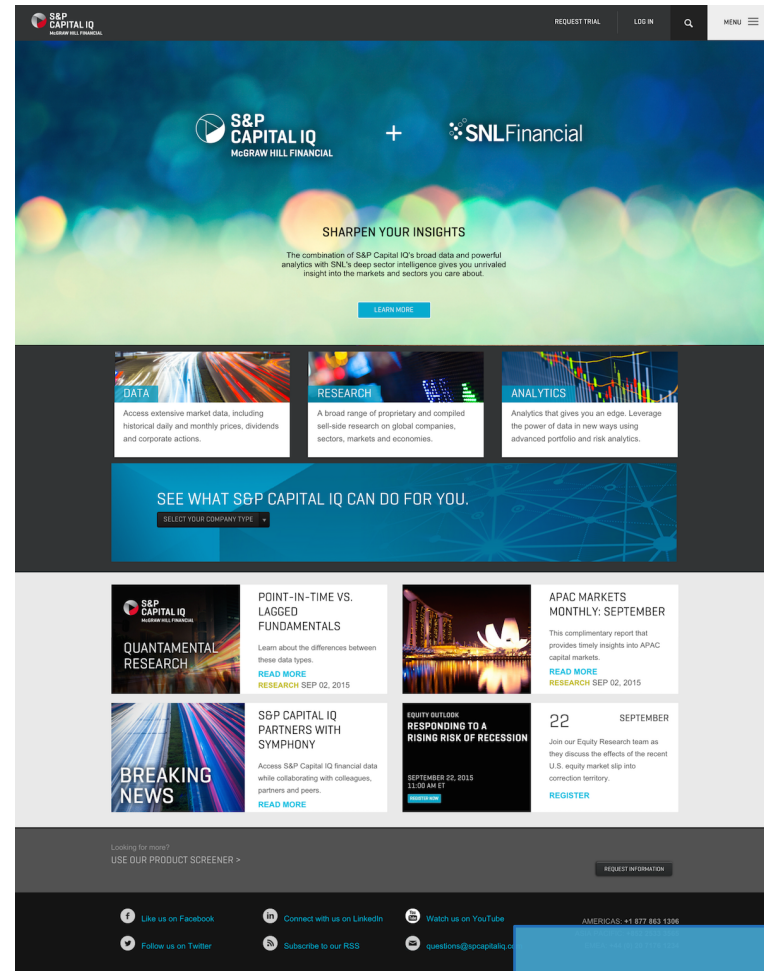 S&P
CAPITAL IQ
McGRAW HILL FINANCIAL
REQUEST TRIAL
LOG IN
MENU
S&P
CAPITAL IQ
McGRAW HILL FINANCIAL
+
SNLFinancial
SHARPEN YOUR INSIGHTS
The combination of S&P Capital IQ's broad data and powerful
analytics with SNL's deep sector intelligence gives you unrivaled
insight into the markets and sectors you care about.
LEARN MORE
DATA
Access extensive market data, including
historical daily and monthly prices, dividends
and corporate actions.
RESEARCH
A broad range of proprietary and compiled
sell-side research on global companies,
sectors, markets and economies.
ANALYTICS
Analytics that gives you an edge. Leverage
the power of data in new ways using
advanced portfolio and risk analytics.
SEE WHAT S&P CAPITAL IQ CAN DO FOR YOU.
SELECT YOUR COMPANY TYPE
S&P
CAPITAL IQ
McGRAW HILL FINANCIAL
QUANTAMENTAL
RESEARCH
POINT-IN-TIME VS.
LAGGED
FUNDAMENTALS
Learn about the differences between
these data types.
READ MORE
RESEARCH SEP 02, 2015
APAC MARKETS
MONTHLY: SEPTEMBER
This complimentary report that
provides timely insights into APAC
capital markets.
READ MORE
RESEARCH SEP 02, 2015
BREAKING
NEWS
S&P CAPITAL IQ
PARTNERS WITH
SYMPHONY
Access S&P Capital IQ financial data
while collaborating with colleagues,
partners and peers.
READ MORE
EQUITY OUTLOOK
RESPONDING TO A
RISING RISK OF RECESSION
SEPTEMBER 22, 2015
11:00 AM ET
REGISTER NOW
22 SEPTEMBER
Join our Equity Research team as
they discuss the effects of the recent
U.S. equity market slip into
correction territory.
REGISTER
Looking for more?
USE OUR PRODUCT SCREENER >
REQUEST INFORMATION
Like us on Facebook
Connect with us on LinkedIn
Watch us on YouTube
AMERICAS: +1 877 863 1306
Follow us on Twitter
Subscribe to our RSS
questions@spcapitaliq.c